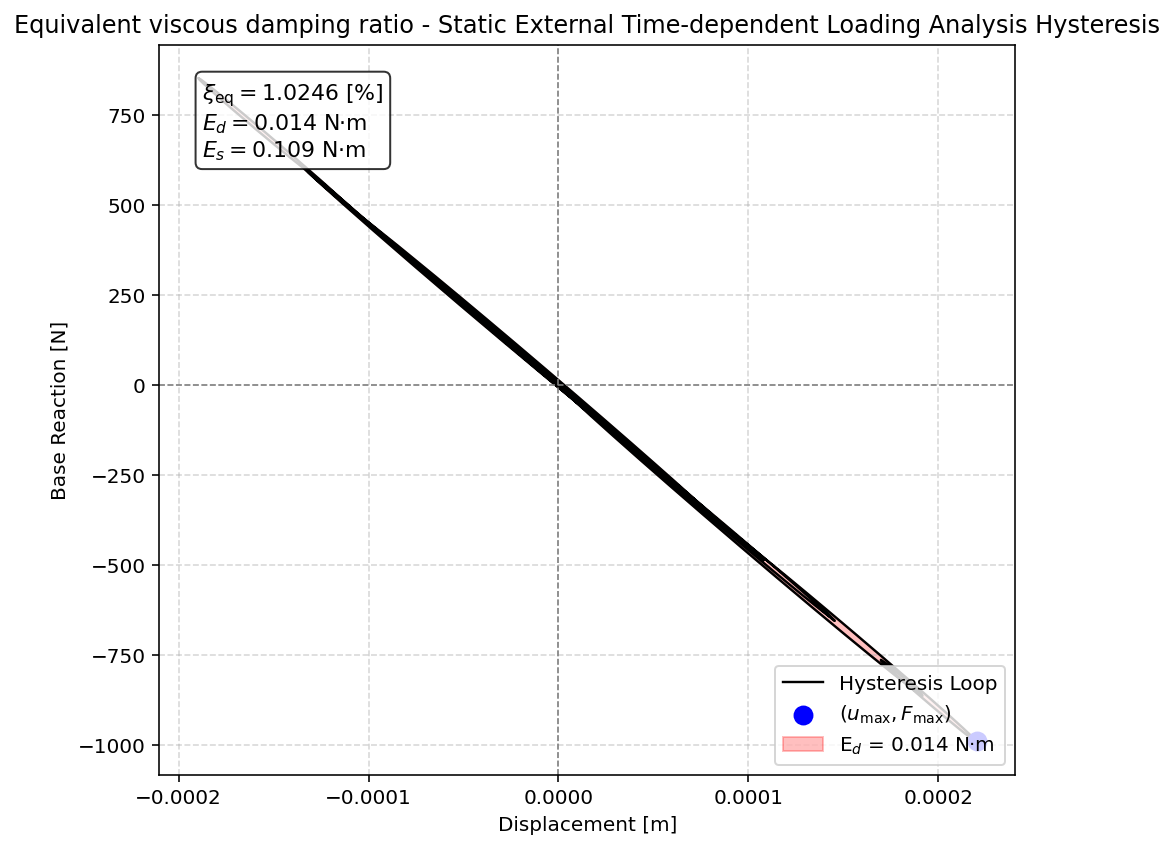 Equivalent viscous damping ratio - Static External Time-dependent Loading Analysis Hysteresis
ξeq = 1.0246 [%]
Ed = 0.014 N·m
Es = 0.109 N·m
750
500
250
0
−250
−500
−750
−1000
Base Reaction [N]
Hysteresis Loop
(umax, Fmax)
Ed = 0.014 N·m
−0.0002
−0.0001
0.0000
0.0001
0.0002
Displacement [m]